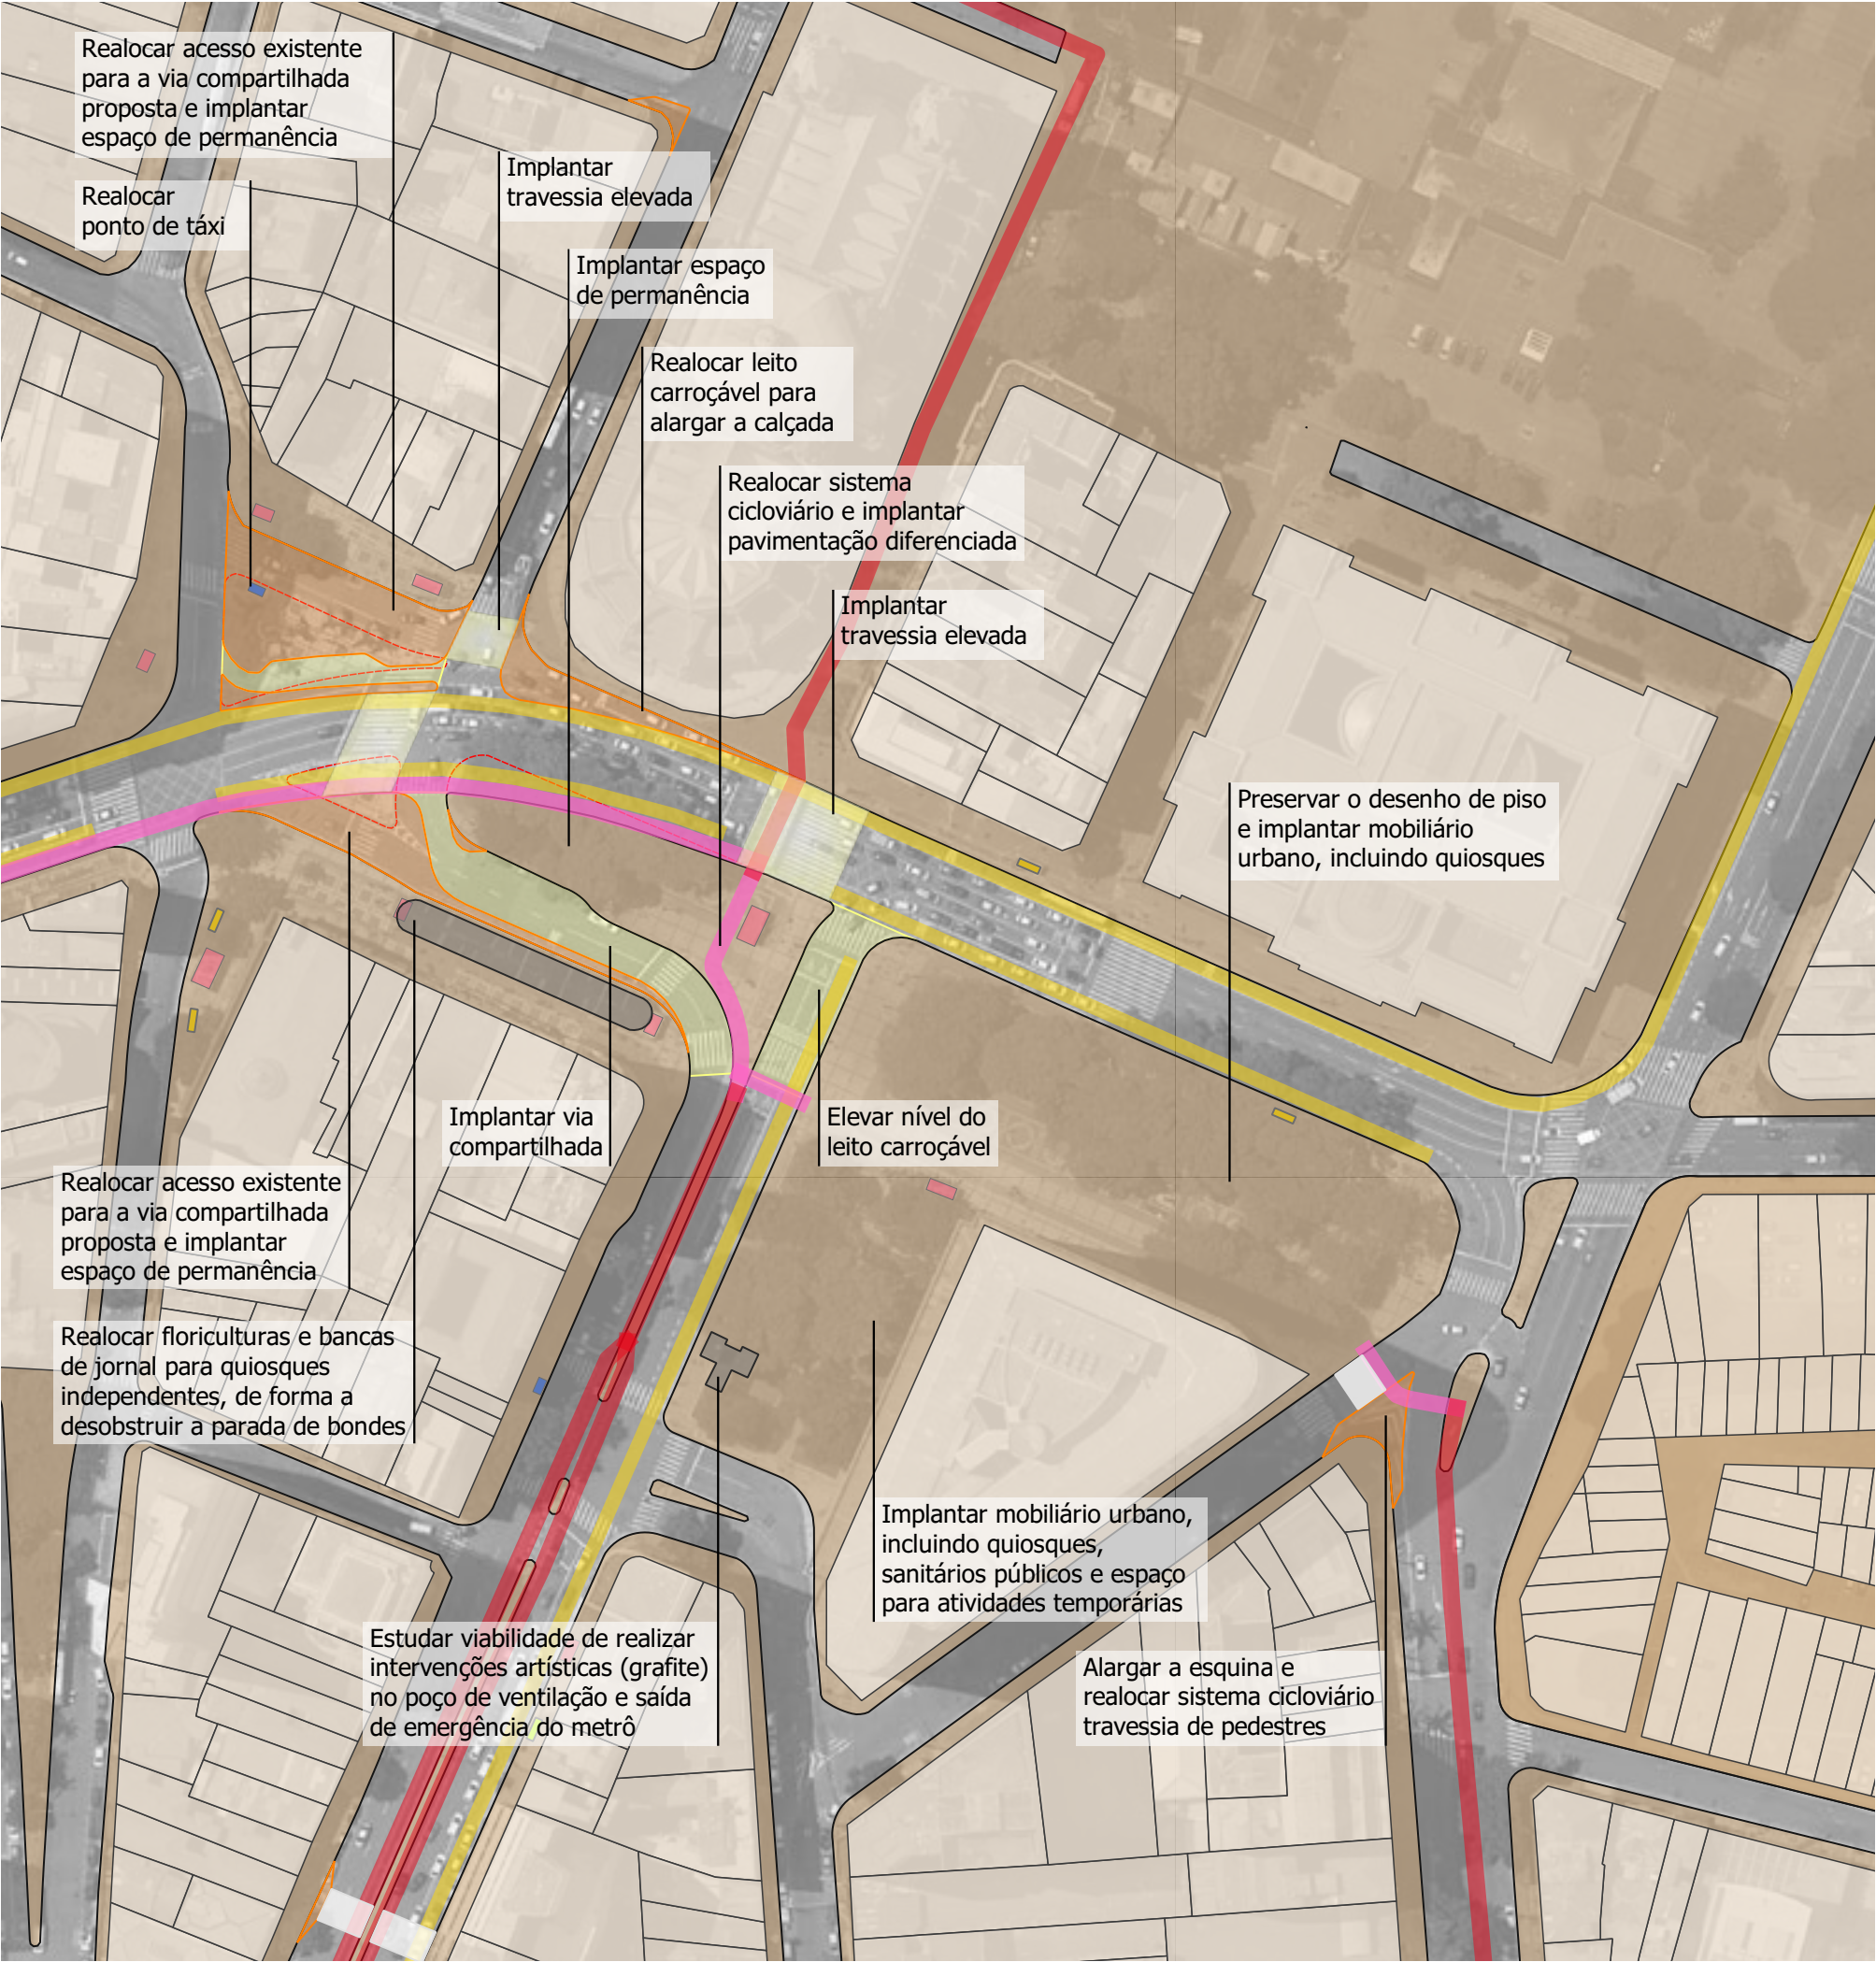 Realocar acesso existente
para a via compartilhada
proposta e implantar
espaço de permanência
Implantar
travessia elevada
Realocar
ponto de táxi
Implantar espaço
de permanência
Realocar leito
carroçável para
alargar a calçada
Realocar sistema
cicloviário e implantar
pavimentação diferenciada
Implantar
travessia elevada
Preservar o desenho de piso
e implantar mobiliário
urbano, incluindo quiosques
Implantar via
compartilhada
Elevar nível do
leito carroçável
Realocar acesso existente
para a via compartilhada
proposta e implantar
espaço de permanência
Realocar floriculturas e bancas
de jornal para quiosques
independentes, de forma a
desobstruir a parada de bondes
Implantar mobiliário urbano,
incluindo quiosques,
sanitários públicos e espaço
para atividades temporárias
Estudar viabilidade de realizar
intervenções artísticas (grafite)
no poço de ventilação e saída
de emergência do metrô
Alargar a esquina e
realocar sistema cicloviário
travessia de pedestres